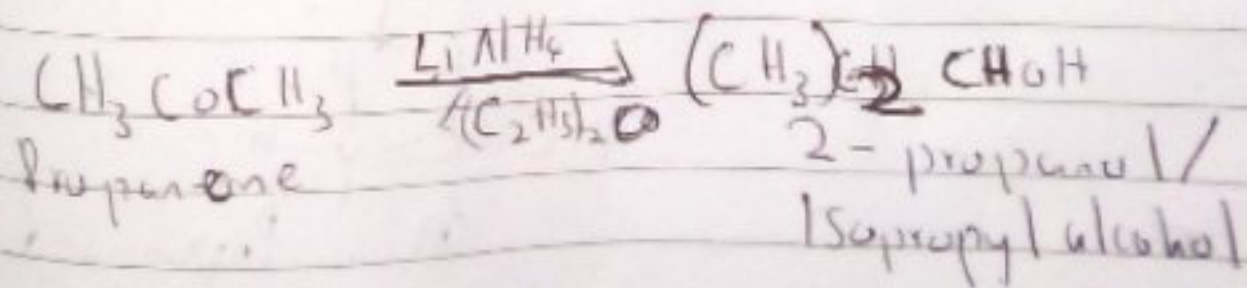 CH₃COCH₃ LiAlH₄ → (CH₃)₂ CHOH
(C₂H₅)₂O
Propanone 2-propanol/
Isopropyl alcohol